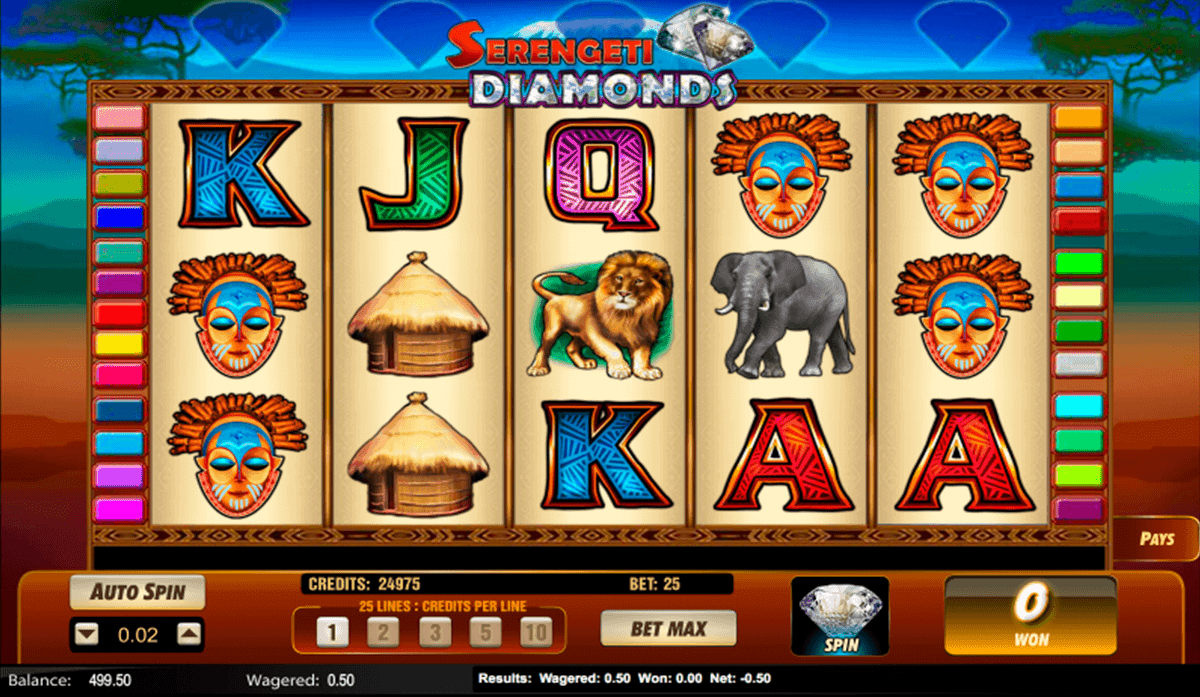 SERENGETI
DIAMONDS
K J Q
K A A
PAYS
AUTO SPIN
CREDITS: 24975 BET: 25
25 LINES : CREDITS PER LINE
0.02
1 2 3 5 10
BET MAX
SPIN
0
WON
Balance: 499.50 Wagered: 0.50 Results: Wagered: 0.50 Won: 0.00 Net: -0.50